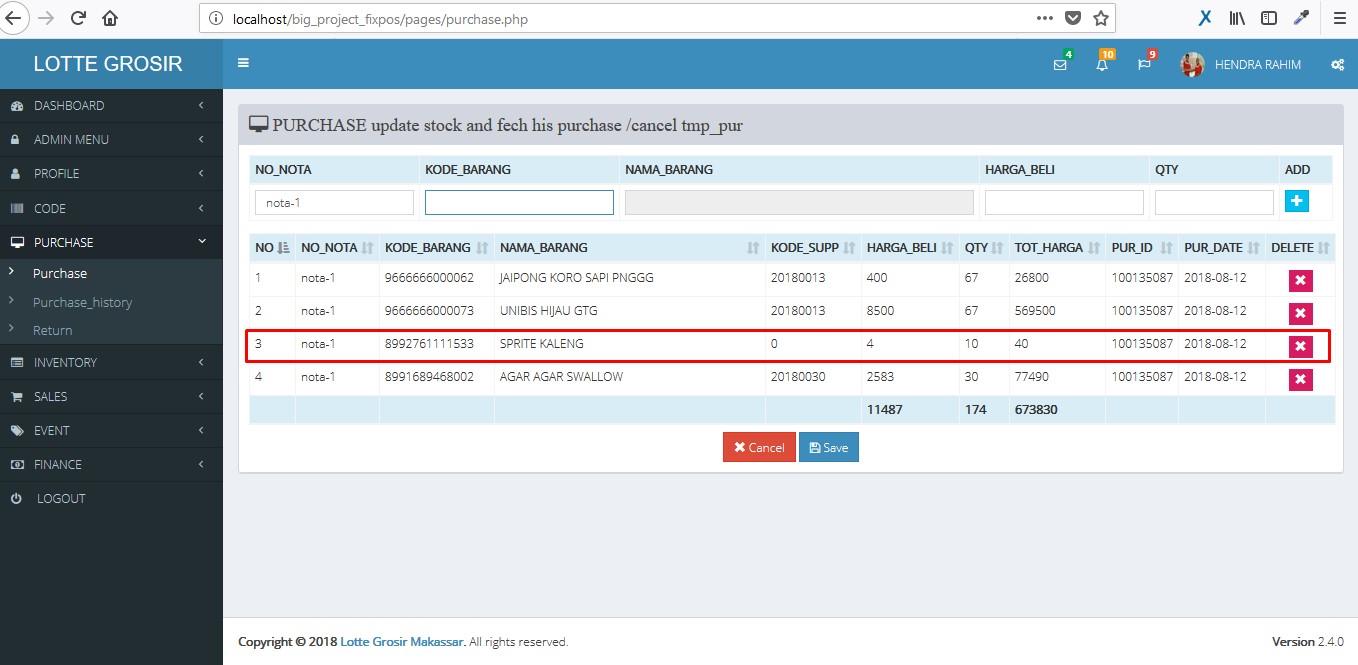 localhost/big_project_fixpos/pages/purchase.php
LOTTE GROSIR
4 10 9 HENDRA RAHIM
DASHBOARD
ADMIN MENU
PROFILE
CODE
PURCHASE
Purchase
Purchase_history
Return
INVENTORY
SALES
EVENT
FINANCE
LOGOUT
PURCHASE update stock and fech his purchase /cancel tmp_pur
NO_NOTA KODE_BARANG NAMA_BARANG HARGA_BELI QTY ADD
nota-1
NO NO_NOTA KODE_BARANG NAMA_BARANG KODE_SUPP HARGA_BELI QTY TOT_HARGA PUR_ID PUR_DATE DELETE
1 nota-1 9666666000062 JAIPONG KORO SAPI PNGGG 20180013 400 67 26800 100135087 2018-08-12
2 nota-1 9666666000073 UNIBIS HIJAU GTG 20180013 8500 67 569500 100135087 2018-08-12
3 nota-1 8992761111533 SPRITE KALENG 0 4 10 40 100135087 2018-08-12
4 nota-1 8991689468002 AGAR AGAR SWALLOW 20180030 2583 30 77490 100135087 2018-08-12
11487 174 673830
Cancel Save
Copyright © 2018 Lotte Grosir Makassar. All rights reserved.
Version 2.4.0